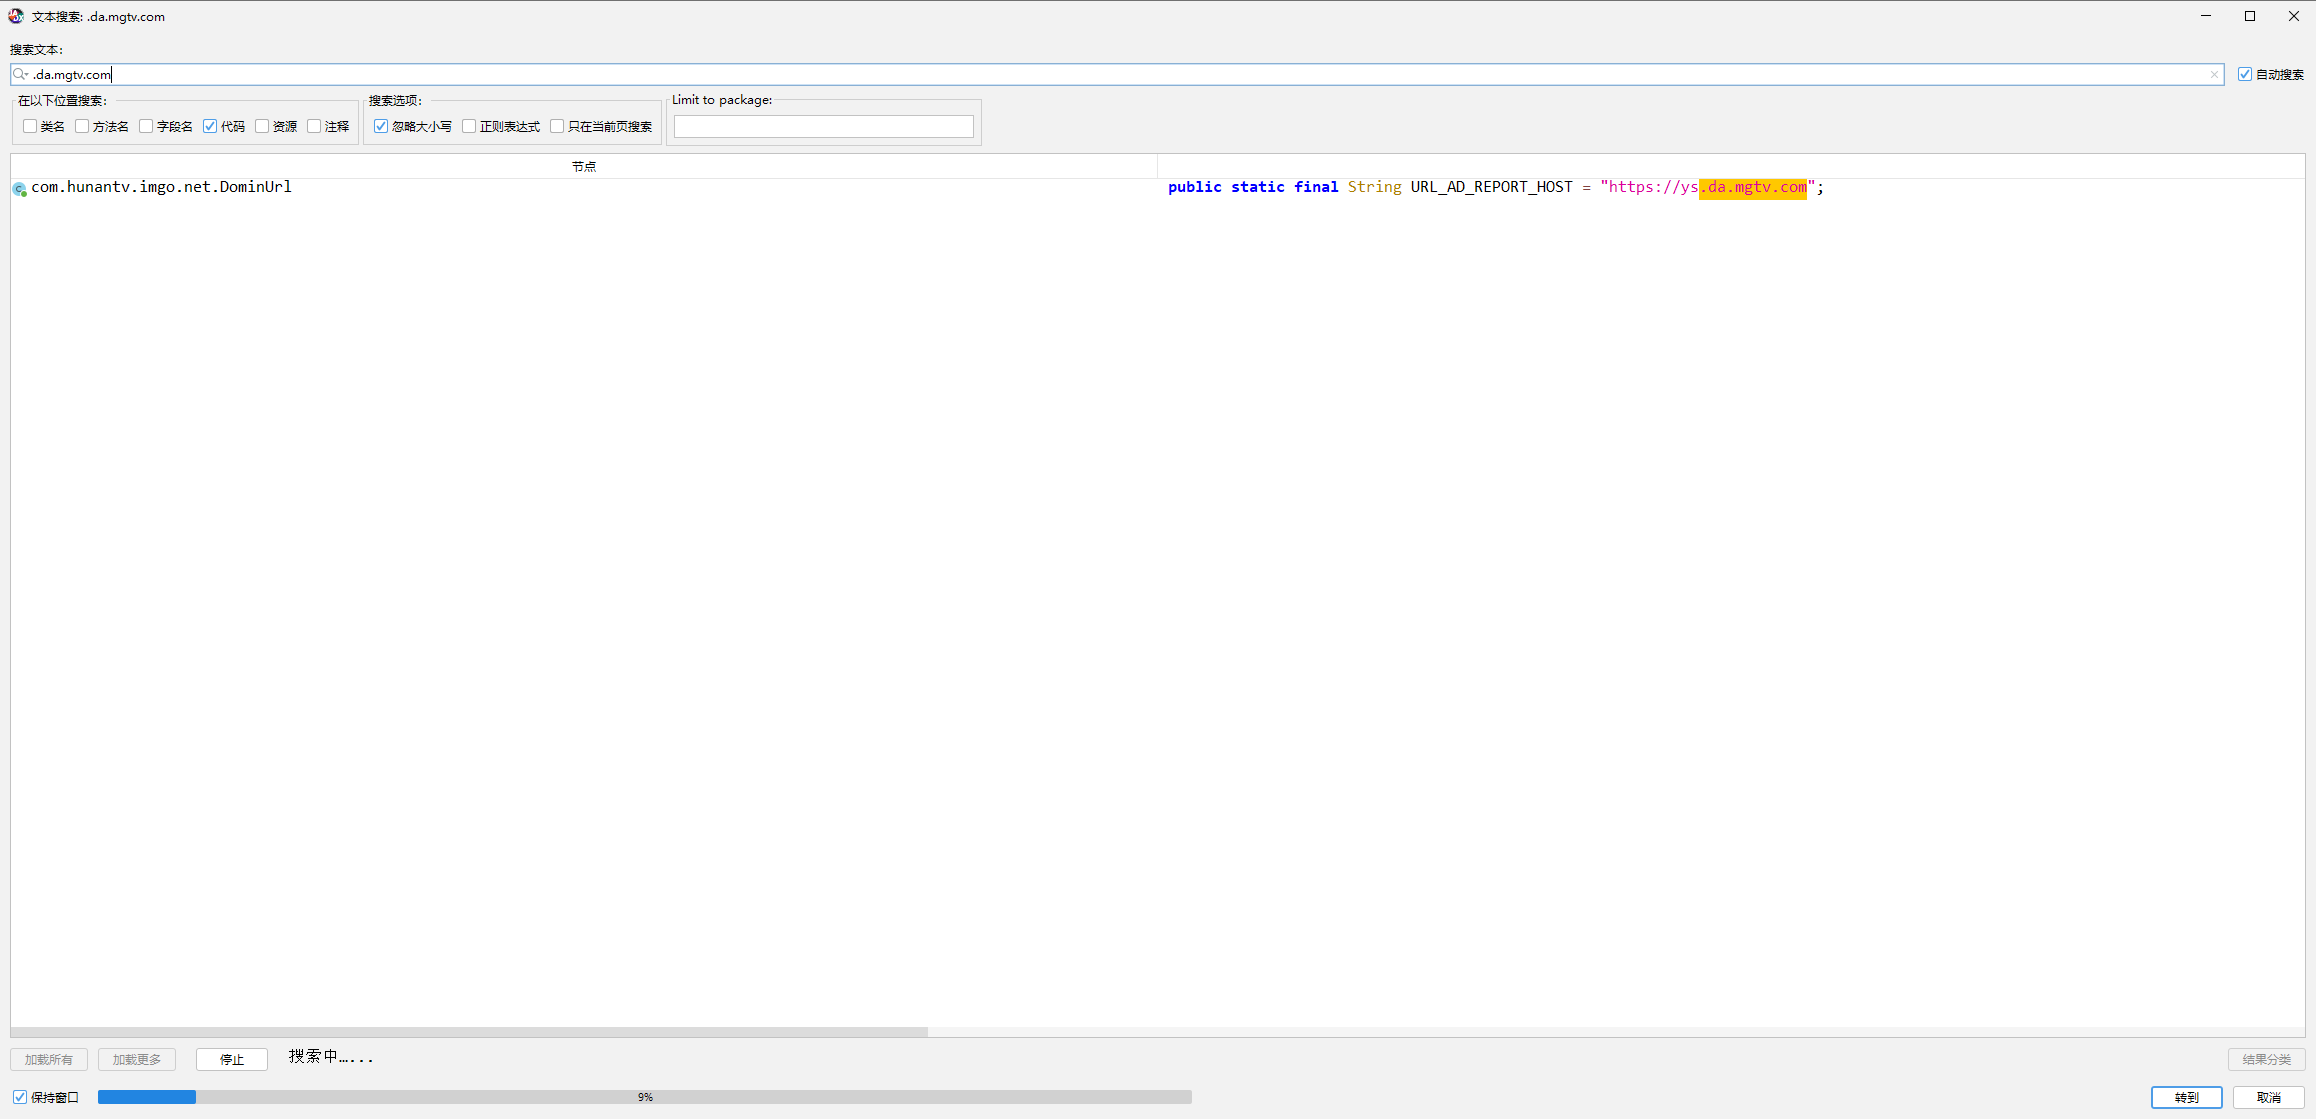 文本搜索: .da.mgtv.com
搜索文本:
.da.mgtv.com
自动搜索
在以下位置搜索:
搜索选项:
Limit to package:
类名 方法名 字段名 代码 资源 注释
忽略大小写 正则表达式 只在当前页搜索
节点
com.hunantv.imgo.net.DominUrl
public static final String URL_AD_REPORT_HOST = "https://ys.da.mgtv.com";
加载所有 加载更多 停止 搜索中…... 结果分类
保持窗口 9% 转到 取消